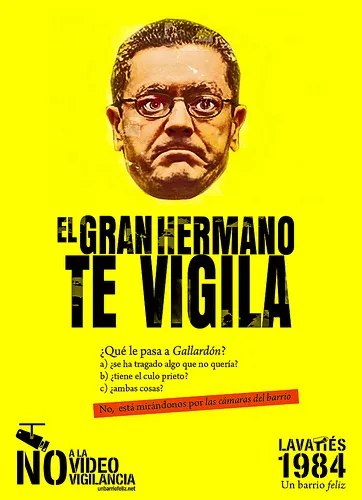 EL GRAN HERMANO
TE VIGILA
¿Qué le pasa a Gallardón?
a) ¿se ha tragado algo que no quería?
b) ¿tiene el culo prieto?
c) ¿ambas cosas?
No, está mirándonos por las cámaras del barrio
NO A LA
VÍDEO
VIGILANCIA
unbarriofeliz.net
LAVAPIÉS
1984
Un barrio feliz